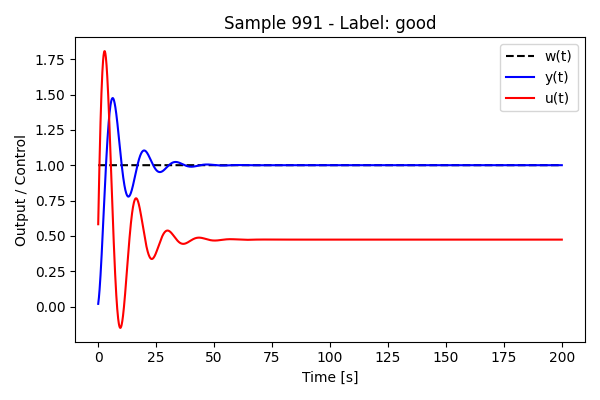 Sample 991 - Label: good
w(t)
y(t)
u(t)
Output / Control
1.75
1.50
1.25
1.00
0.75
0.50
0.25
0.00
0 25 50 75 100 125 150 175 200
Time [s]